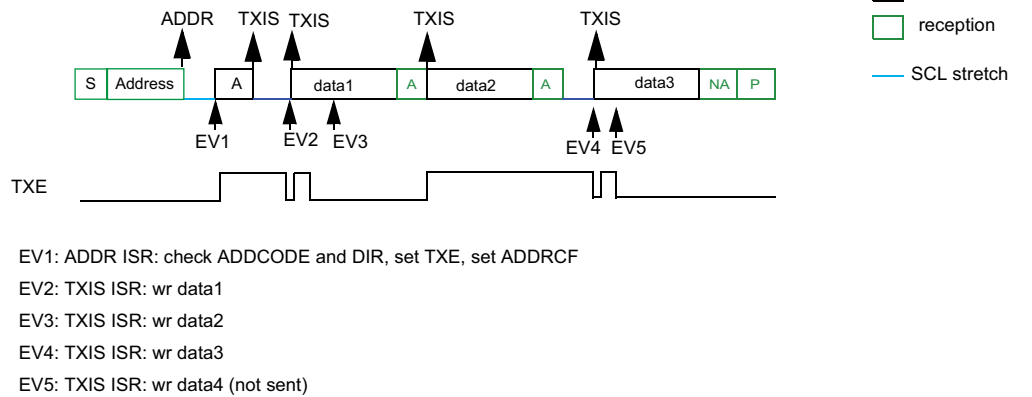 ADDR TXIS TXIS TXIS TXIS
reception
S Address A data1 A data2 A data3 NA P
SCL stretch
EV1 EV2 EV3 EV4 EV5
TXE
EV1: ADDR ISR: check ADDCODE and DIR, set TXE, set ADDRCF
EV2: TXIS ISR: wr data1
EV3: TXIS ISR: wr data2
EV4: TXIS ISR: wr data3
EV5: TXIS ISR: wr data4 (not sent)